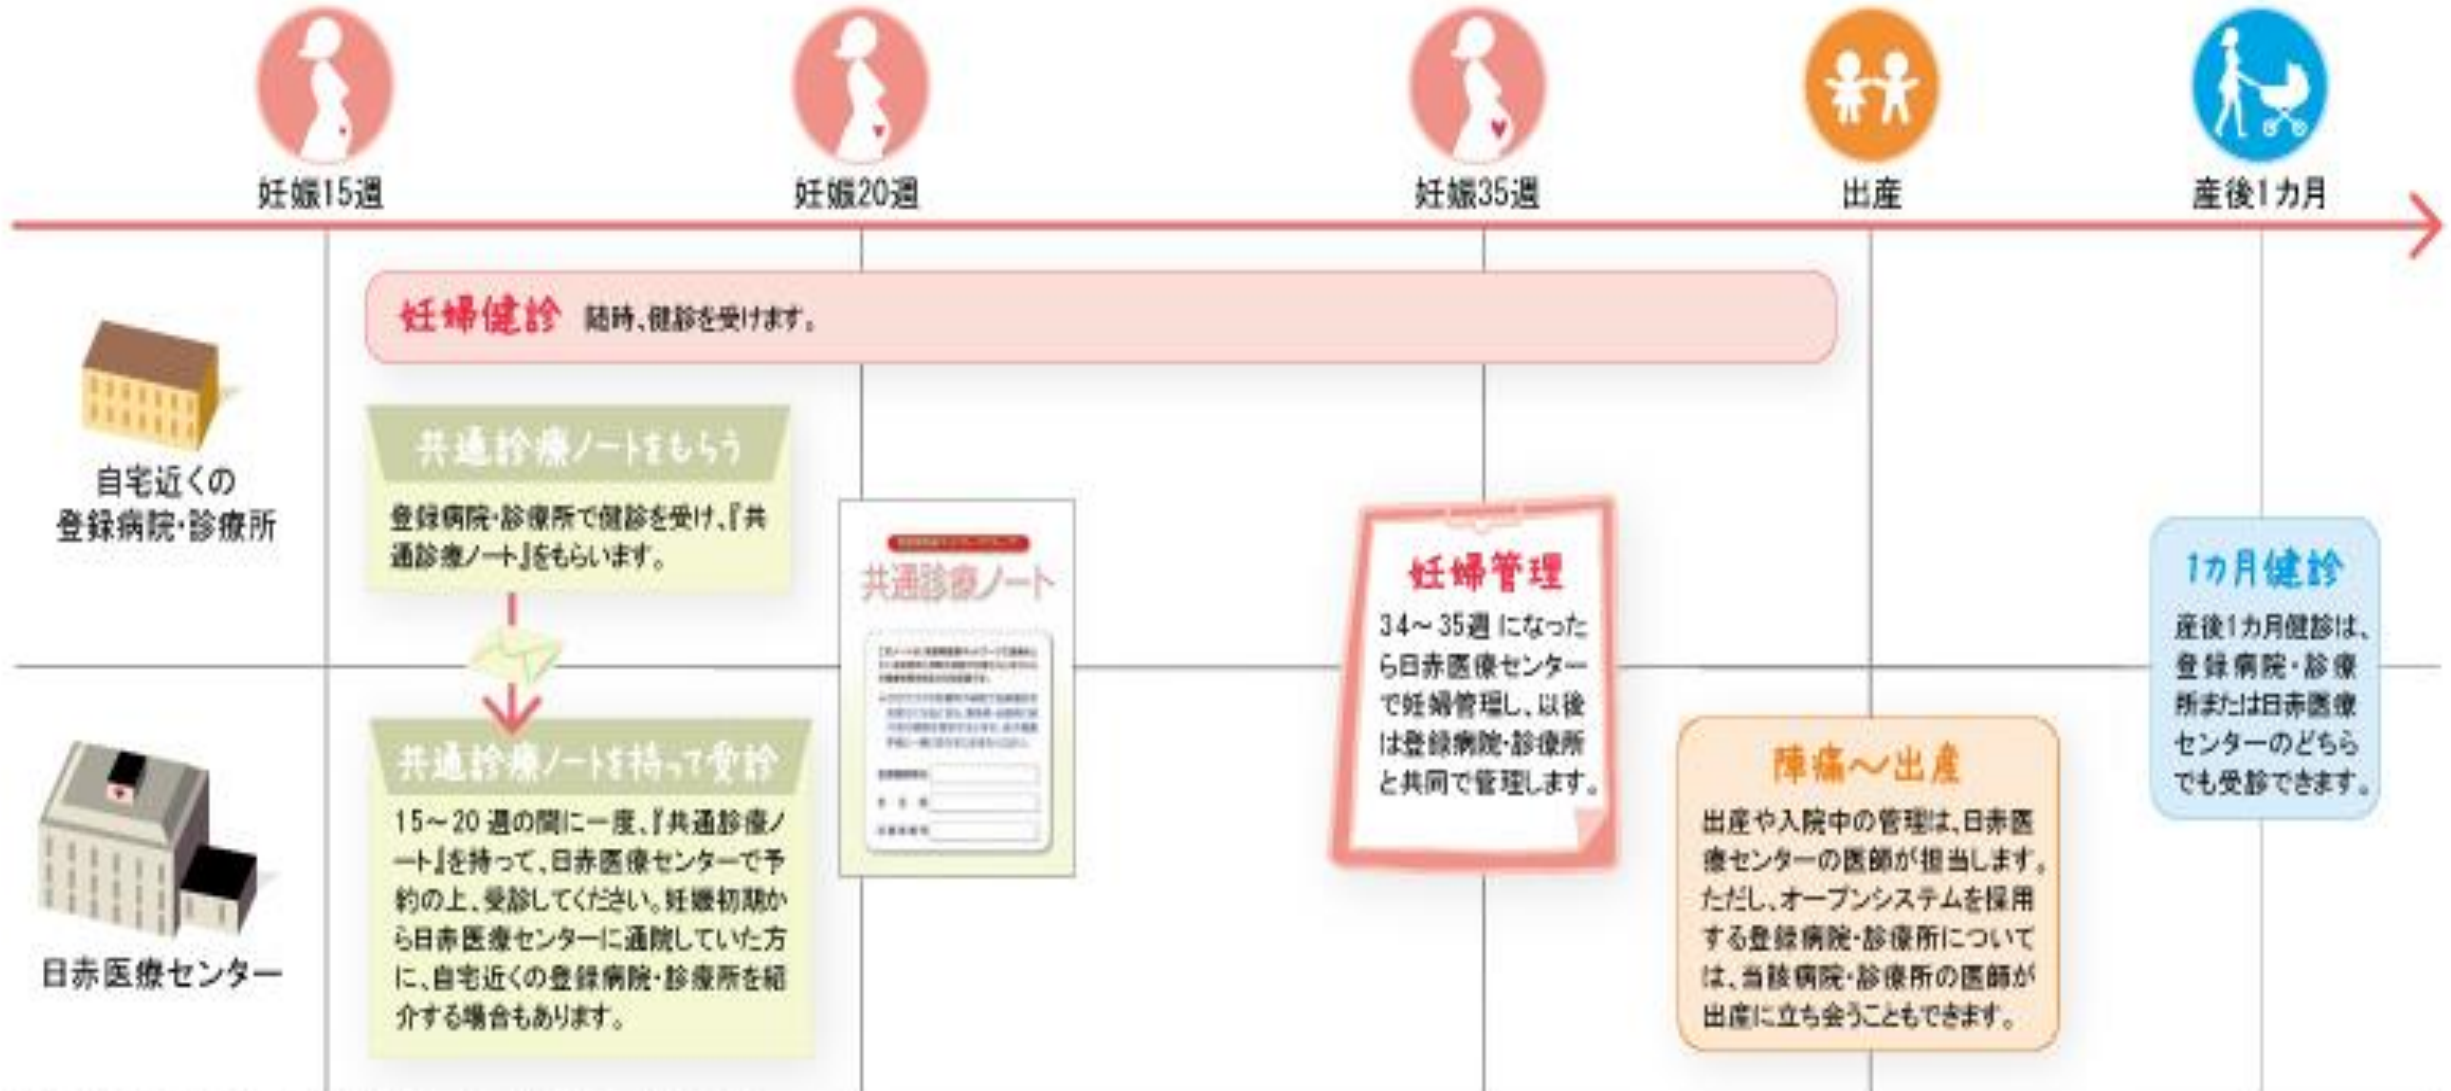 妊娠15週
妊娠20週
妊娠35週
出産
産後1カ月
妊婦健診 随時、健診を受けます。
自宅近くの
登録病院・診療所
共通診療ノートをもらう
登録病院・診療所で健診を受け、『共
通診療ノート』をもらいます。
共通診療ノート
妊婦管理
34～35週になった
ら日赤医療センター
で妊婦管理し、以後
は登録病院・診療所
と共同で管理します。
1カ月健診
産後1カ月健診は、
登録病院・診療
所または日赤医療
センターのどちら
でも受診できます。
日赤医療センター
共通診療ノートを持って受診
15～20週の間に一度、『共通診療ノ
ート』を持って、日赤医療センターで予
約の上、受診してください。妊娠初期か
ら日赤医療センターに通院していた方
に、自宅近くの登録病院・診療所を紹
介する場合もあります。
陣痛～出産
出産や入院中の管理は、日赤医
療センターの医師が担当します。
ただし、オープンシステムを採用
する登録病院・診療所について
は、当該病院・診療所の医師が
出産に立ち会うこともできます。